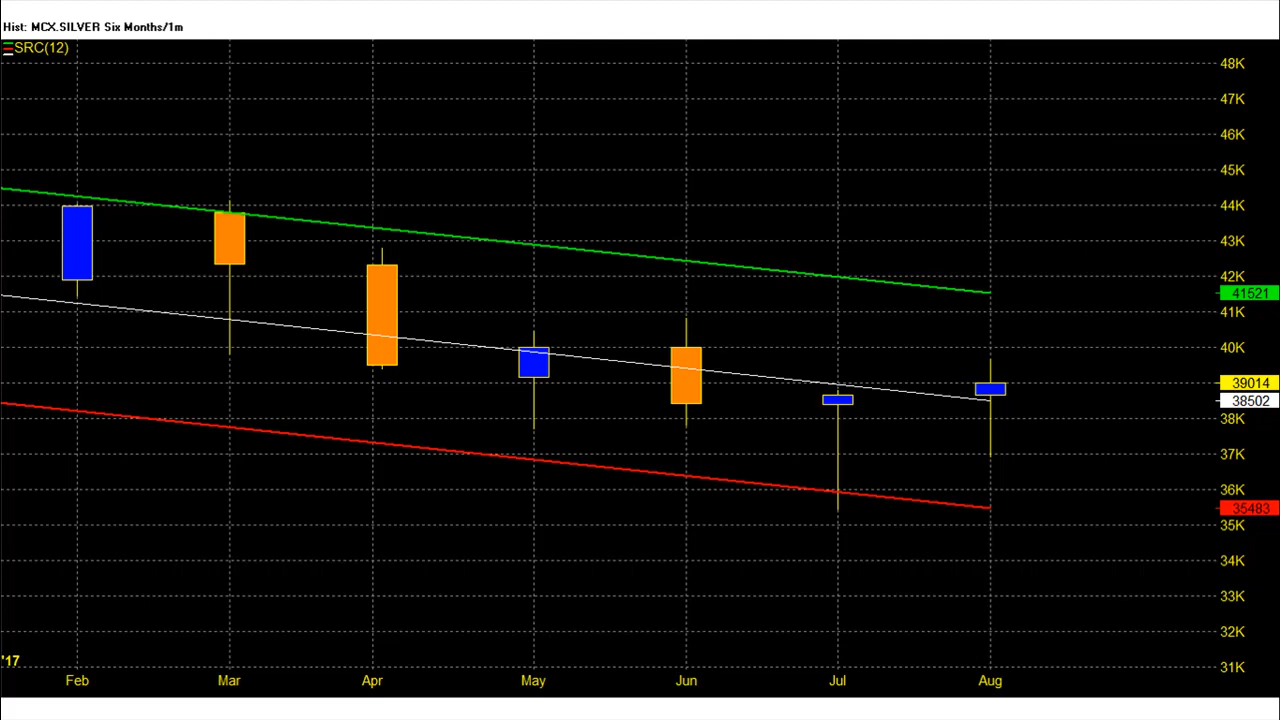 Hist: MCX.SILVER Six Months/1m
SRC(12)
48K
47K
46K
45K
44K
43K
42K
41521
41K
40K
39014
38502
38K
37K
36K
35483
35K
34K
33K
32K
31K
'17
Feb Mar Apr May Jun Jul Aug